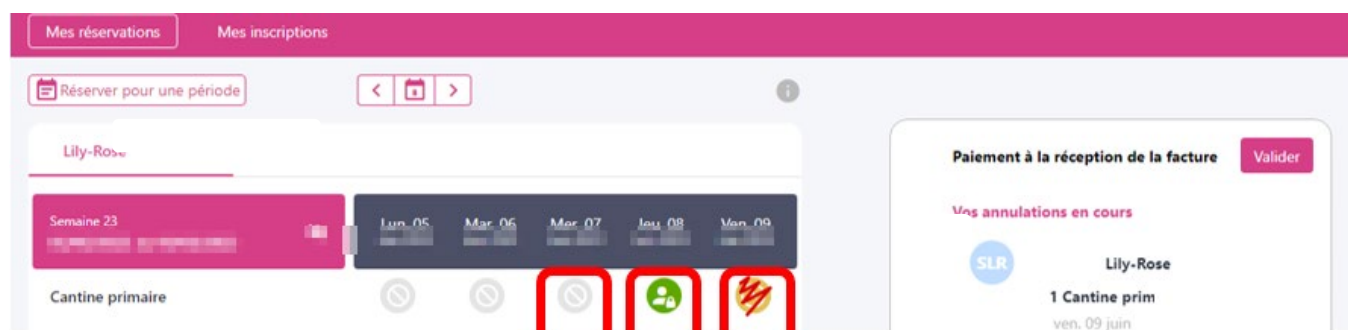 Mes réservations Mes inscriptions
Réserver pour une période
Lily-Rose
Paiement à la réception de la facture Valider
Semaine 23 Lun. 05 Mar. 06 Mer. 07 Jeu. 08 Ven. 09
Vos annulations en cours
SLR Lily-Rose
Cantine primaire
1 Cantine prim
ven. 09 juin